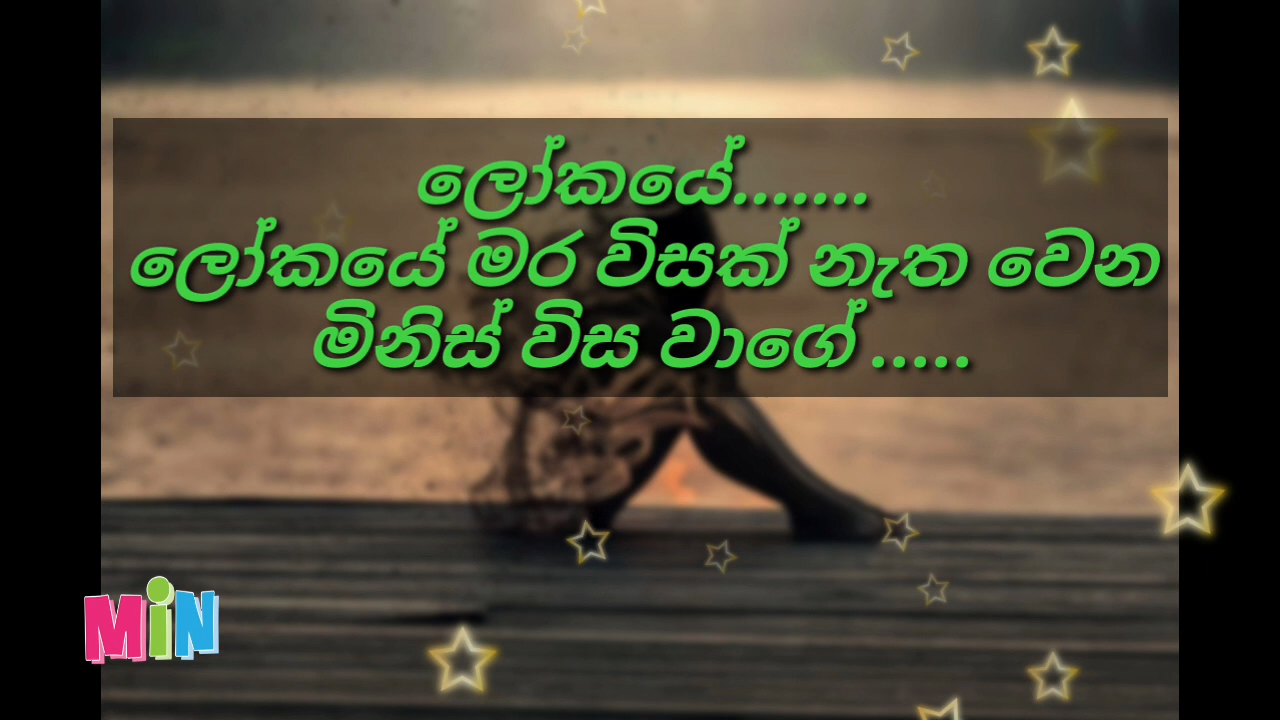 ලෝකයේ.......
ලෝකයේ මර විසක් නැත වෙන
මිනිස් විස වාගේ .....
MiN